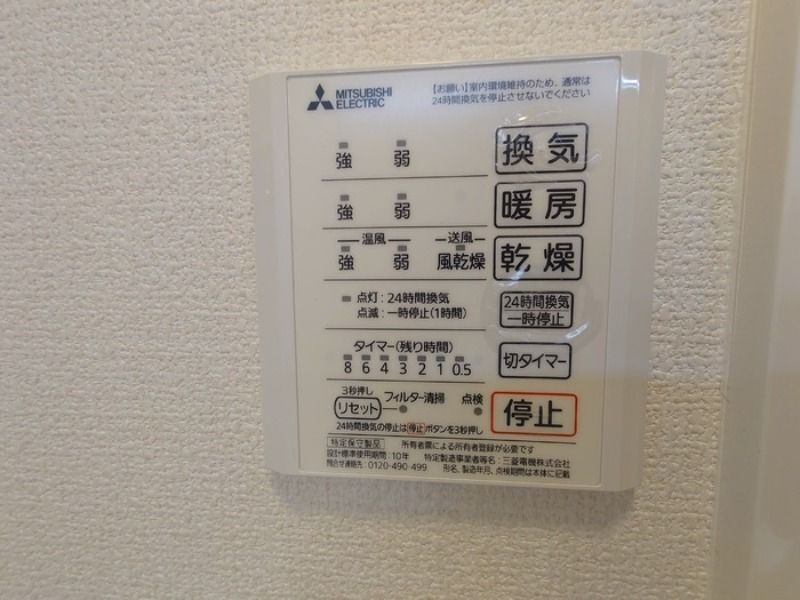 MITSUBISHI
ELECTRIC
【お願い】室内環境維持のため、通常は
24時間換気を停止させないでください
強 弱 換気
強 弱 暖房
温風 送風
強 弱 風乾燥 乾燥
点灯：24時間換気
点滅：一時停止(1時間)
24時間換気
一時停止
タイマー(残り時間)
8 6 4 3 2 1 0.5
切タイマー
3秒押し
リセット フィルター清掃 点検
停止
24時間換気の停止は停止ボタンを3秒押し
特定保守製品 所有者票による所有者登録が必要です
設計標準使用期間：10年 特定製造事業者等名：三菱電機株式会社
問合せ連絡先：0120-490-499 形名、製造年月、点検期間は本体に記載